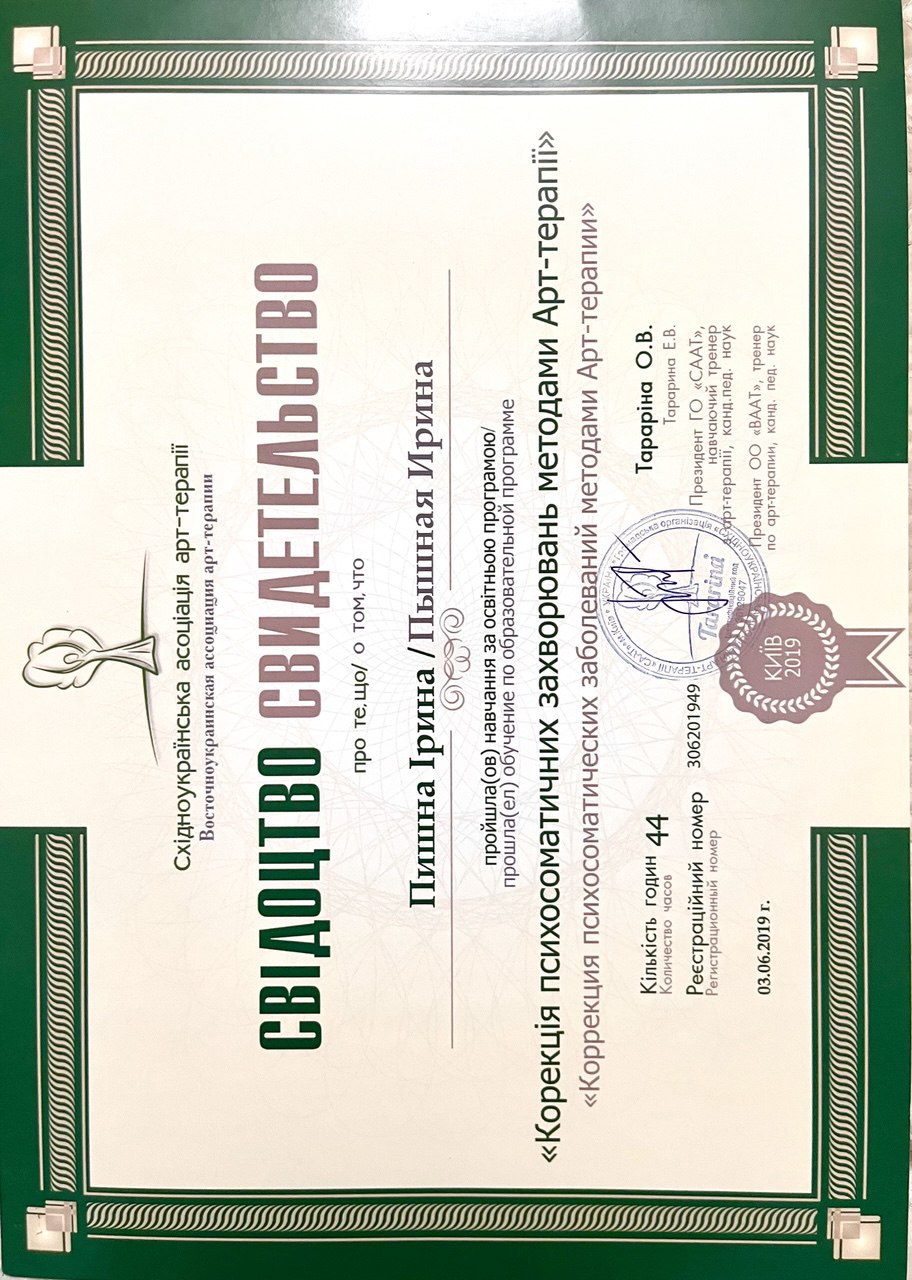 Східноукраїнська асоціація арт-терапії
Восточноукраинская ассоциация арт-терапии
СВІДОЦТВО СВИДЕТЕЛЬСТВО
про те,що/ о том,что
Пишна Ірина /Пышная Ирина
пройшла(ов) навчання за освітньою програмою/
прошла(ел) обучение по образовательной программе
«Корекція психосоматичних захворювань методами Арт-терапії»
«Коррекция психосоматических заболеваний методами Арт-терапии»
Кількість годин 44
Количество часов
Реєстраційний номер 306201949
Регистрационный номер
03.06.2019 г.
КИЇВ
2019
Tararina
Тараріна О.В.
Тарарина Е.В.
Президент ГО «СААТ»,
навчаючий тренер
арт-терапії, канд.пед. наук
Президент ОО «ВААТ», тренер
по арт-терапии, канд. пед. наук